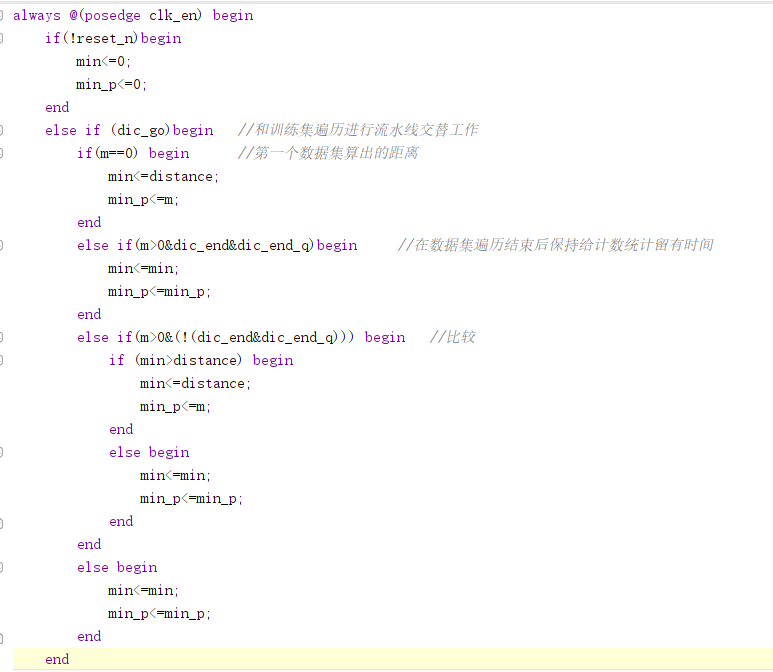 always @(posedge clk_en) begin
    if(!reset_n)begin
        min<=0;
        min_p<=0;
    end
    else if (dic_go)begin   //和训练集遍历进行流水线交替工作
        if(m==0) begin      //第一个数据集算出的距离
            min<=distance;
            min_p<=m;
        end
        else if(m>0&dic_end&dic_end_q)begin     //在数据集遍历结束后保持给计数统计留有时间
            min<=min;
            min_p<=min_p;
        end
        else if(m>0&(!(dic_end&dic_end_q))) begin   //比较
            if (min>distance) begin
                min<=distance;
                min_p<=m;
            end
            else begin
                min<=min;
                min_p<=min_p;
            end
        end
        else begin
            min<=min;
            min_p<=min_p;
        end
    end